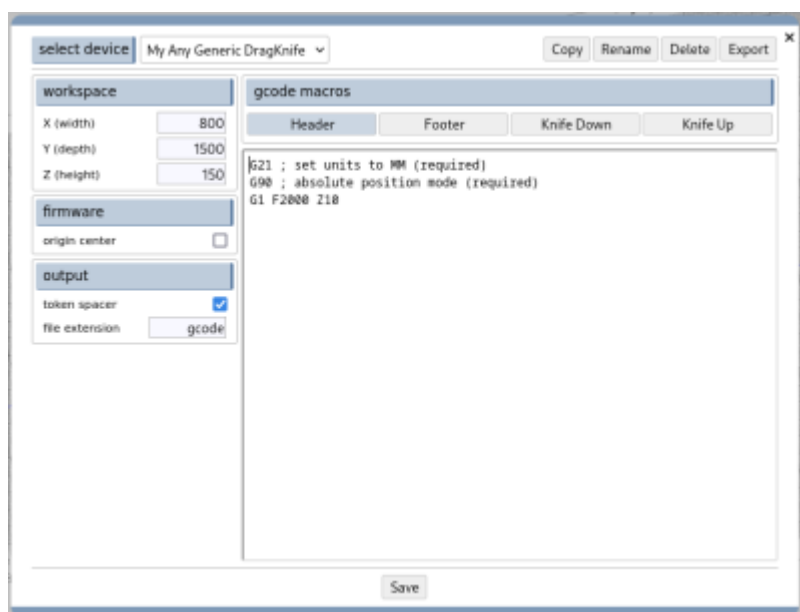 select device My Any Generic DragKnife Copy Rename Delete Export ×
workspace
X (width) 800
Y (depth) 1500
Z (height) 150
firmware
origin center
output
token spacer
file extension gcode
gcode macros
Header Footer Knife Down Knife Up
G21 ; set units to MM (required)
G90 ; absolute position mode (required)
G1 F2000 Z10
Save